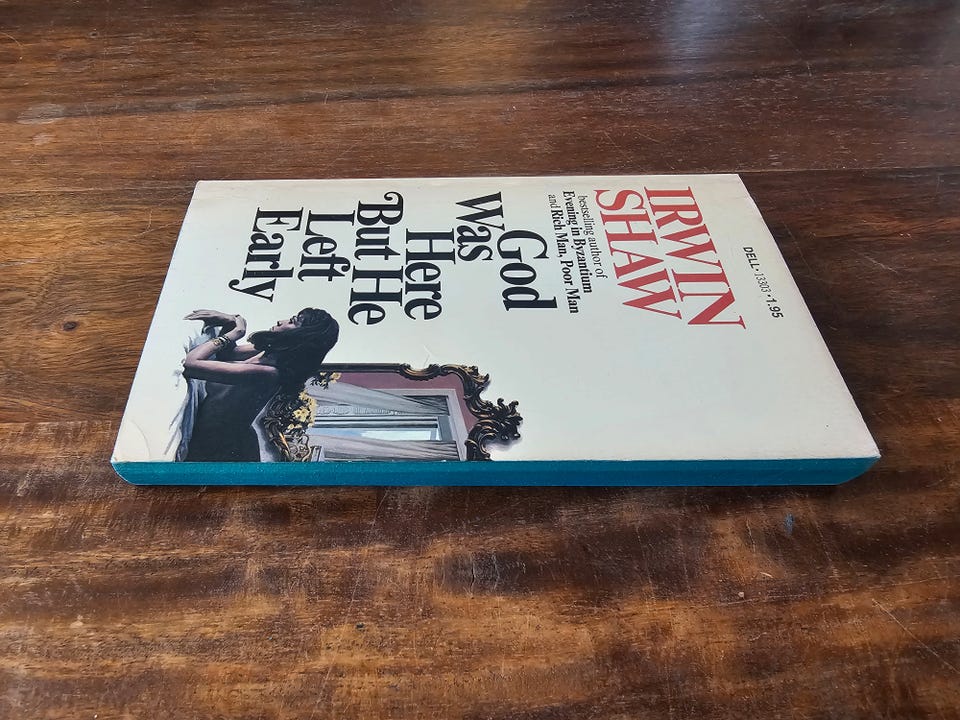 DELL • 13303 • 1.95
IRWIN
SHAW
bestselling author of
Evening in Byzantium
and Rich Man, Poor Man
God
Was
Here
But He
Left
Early